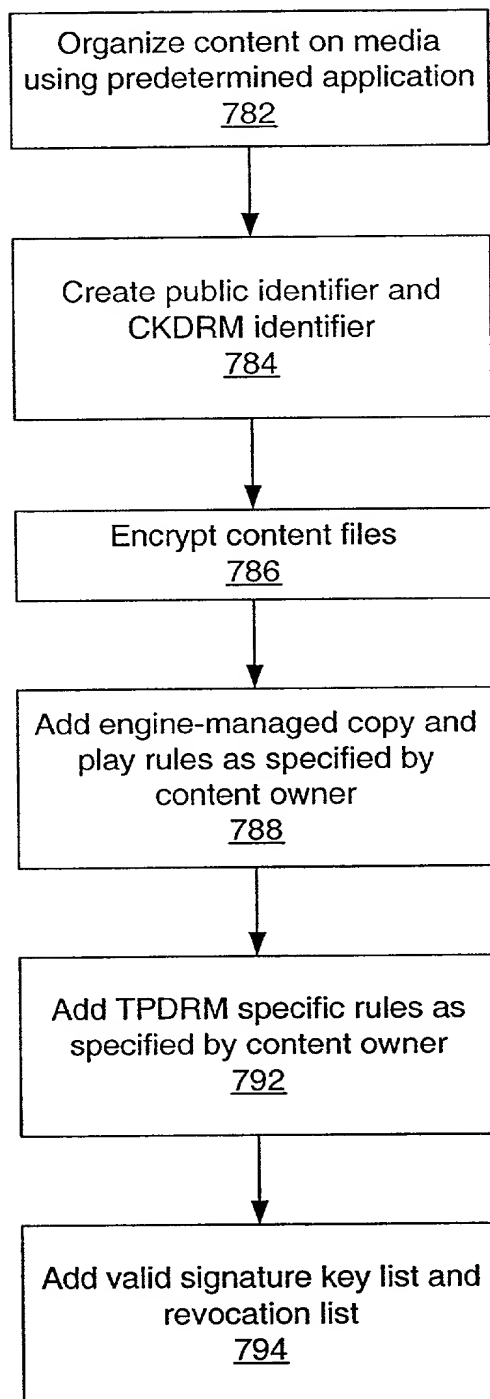 Organize content on media
using predetermined application
782
Create public identifier and
CKDRM identifier
784
Encrypt content files
786
Add engine-managed copy and
play rules as specified by
content owner
788
Add TPDRM specific rules as
specified by content owner
792
Add valid signature key list and
revocation list
794